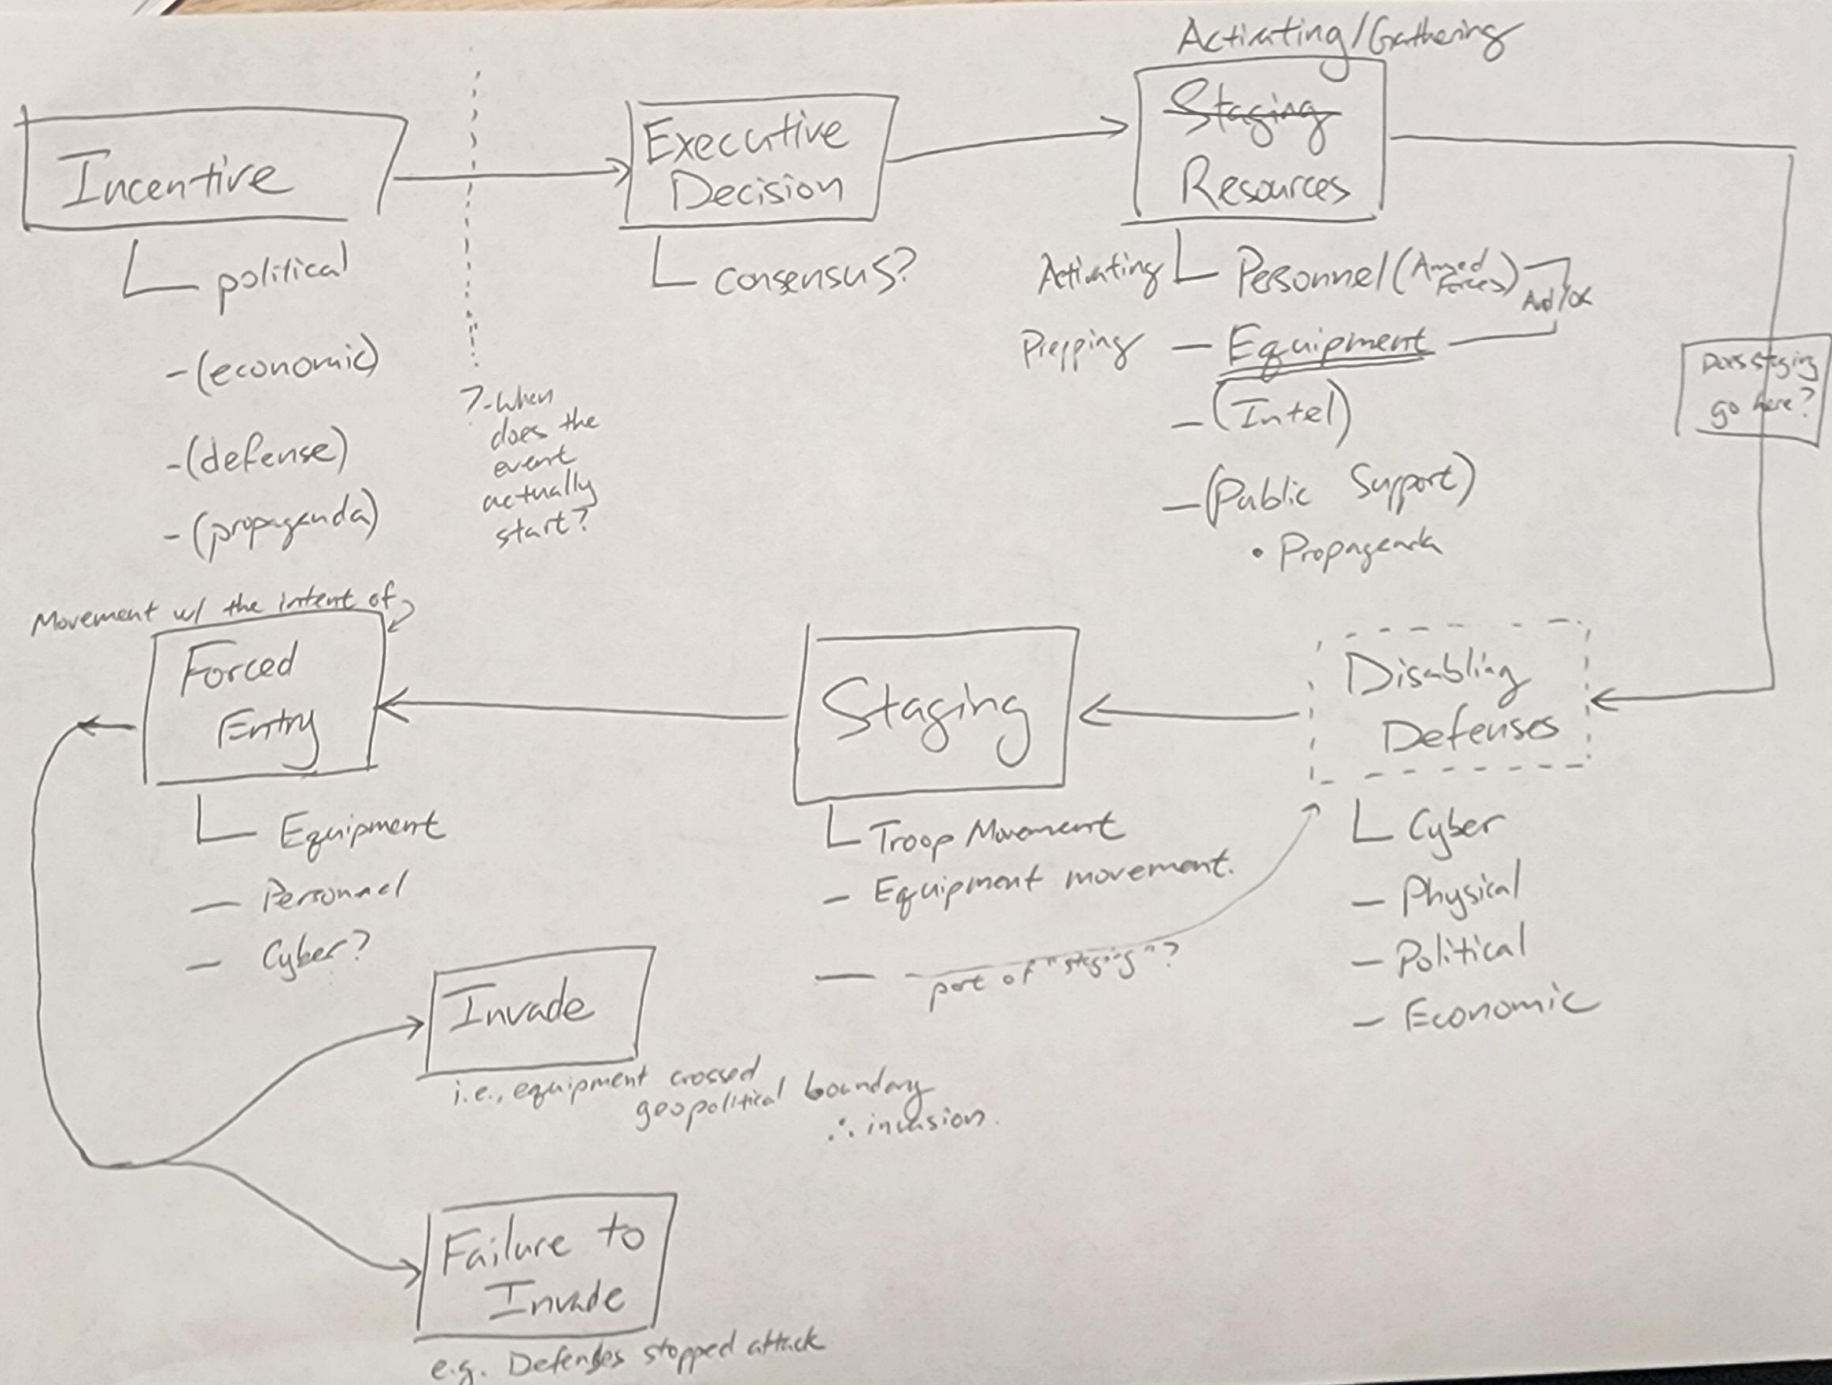 Activating/Gathering
Incentive
Executive
Decision
Staging
Resources
political
-(economic)
-(defense)
-(propaganda)
?-when
does the
event
actually
start?
consensus?
Activating
Personnel (Armed
Forces)
And/OR
Prepping
— Equipment
-(Intel)
-(Public Support)
• Propaganda
Does staging
go here?
Movement w/ the intent of
Forced
Entry
Staging
Disabling
Defenses
Equipment
— Personnel
— Cyber?
Troop Movement
— Equipment movement.
— part of "staging"?
Cyber
— Physical
— Political
— Economic
Invade
i.e., equipment crossed
geopolitical boundary
∴ invasion.
Failure to
Invade
e.g. Defenses stopped attack